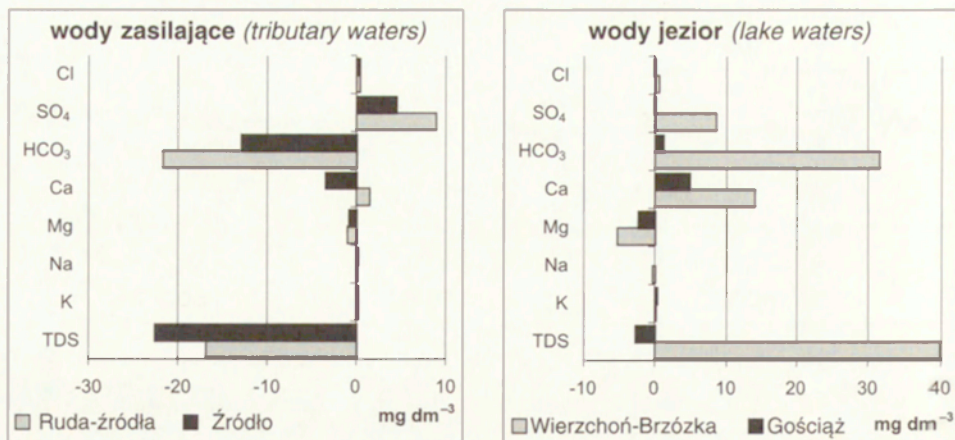 wody zasilające (tributary waters)
Cl
SO₄
HCO₃
Ca
Mg
Na
K
TDS
-30 -20 -10 0 10
mg dm⁻³
Ruda-źródła Źródło
wody jezior (lake waters)
Cl
SO₄
HCO₃
Ca
Mg
Na
K
TDS
-10 0 10 20 30 40
mg dm⁻³
Wierzchoń-Brzózka Gościąż